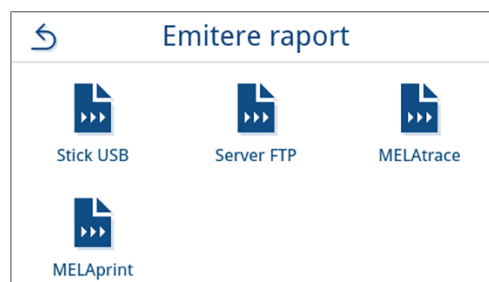 Emitere raport
Stick USB
Server FTP
MELAtrace
MELAprint